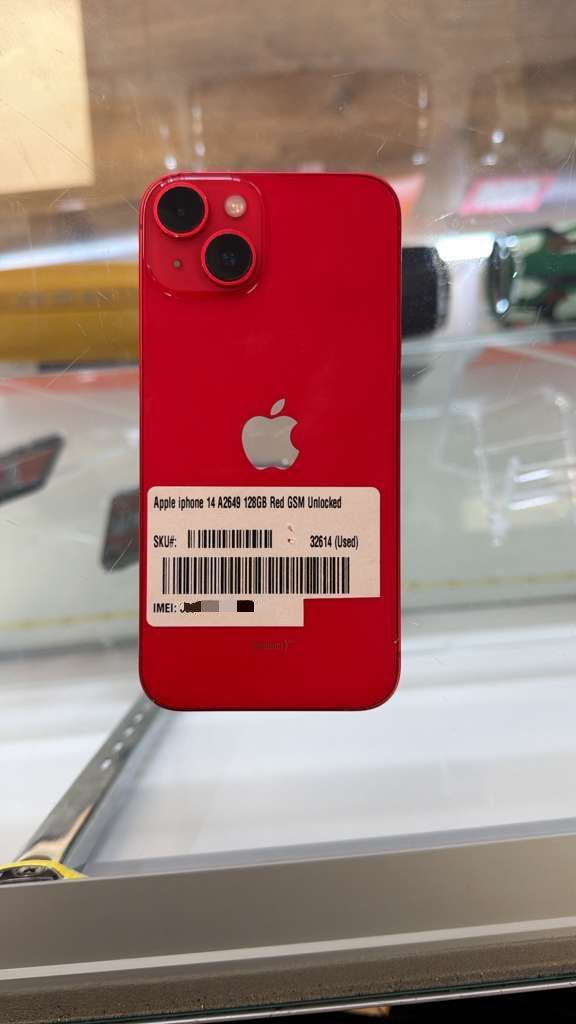 Apple iphone 14 A2649 128GB Red GSM Unlocked
SKU#: 32614 (Used)
IMEI: